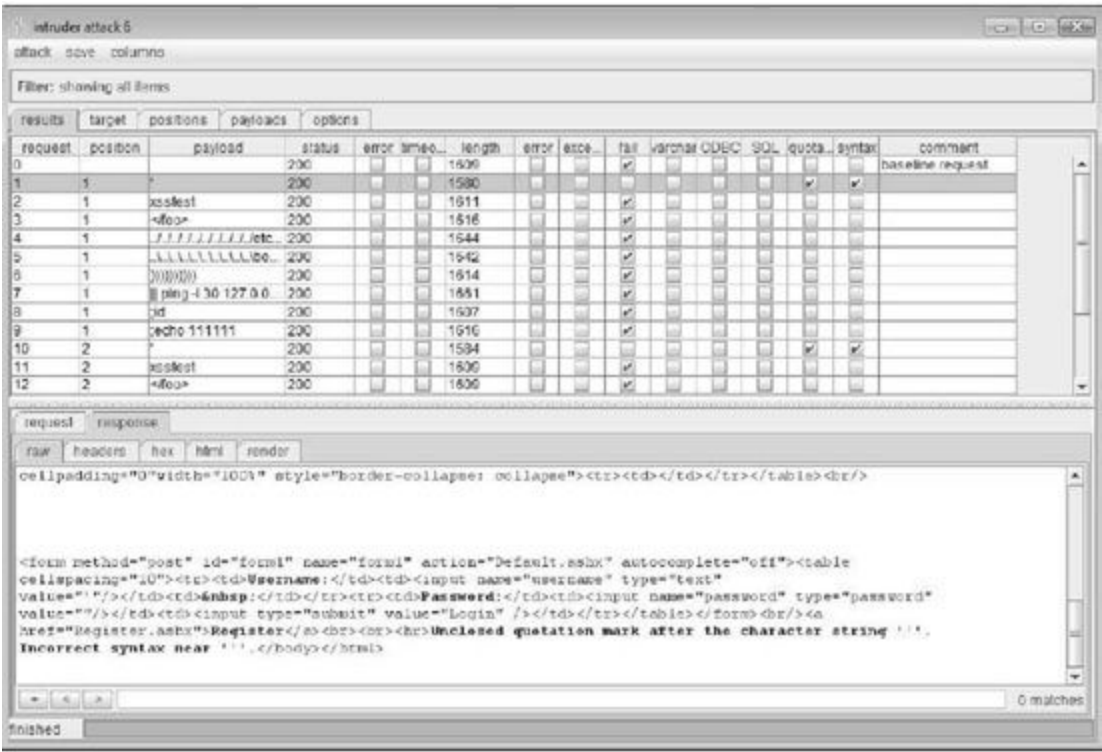 intruder attack 6
attack save columns
Filter: showing all items
results target positions payloads options
request position payload status error timeo... length error exce... fail varchar ODBC SQL quota... syntax comment
0 200 1609 baseline request
1 1 ' 200 1580
2 1 xsstest 200 1611
3 1 </foo> 200 1616
4 1 200 1644
5 1 200 1642
6 1 200 1614
7 1 || ping -i 30 127.0.0... 200 1651
8 1 ;id 200 1607
9 1 ;echo 111111 200 1616
10 2 ' 200 1584
11 2 xsstest 200 1609
12 2 </foo> 200 1609
request response
raw headers hex html render
cellpadding="0"width="100%" style="border-collapse: collapse"><tr><td></td></tr></table><br/>
<form method="post" id="form1" name="form1" action="Default.ashx" autocomplete="off"><table
cellspacing="10"><tr><td>Username:</td><td><input name="username" type="text"
value="'"/></td><td>&nbsp;</td></tr><tr><td>Password:</td><td><input name="password" type="password"
value=""/></td><td><input type="submit" value="Login" /></td></tr></table></form><br/><a
href="Register.ashx">Register</a><br><br><hr>Unclosed quotation mark after the character string '''.
Incorrect syntax near '''.</body></html>
+ < > 0 matches
finished